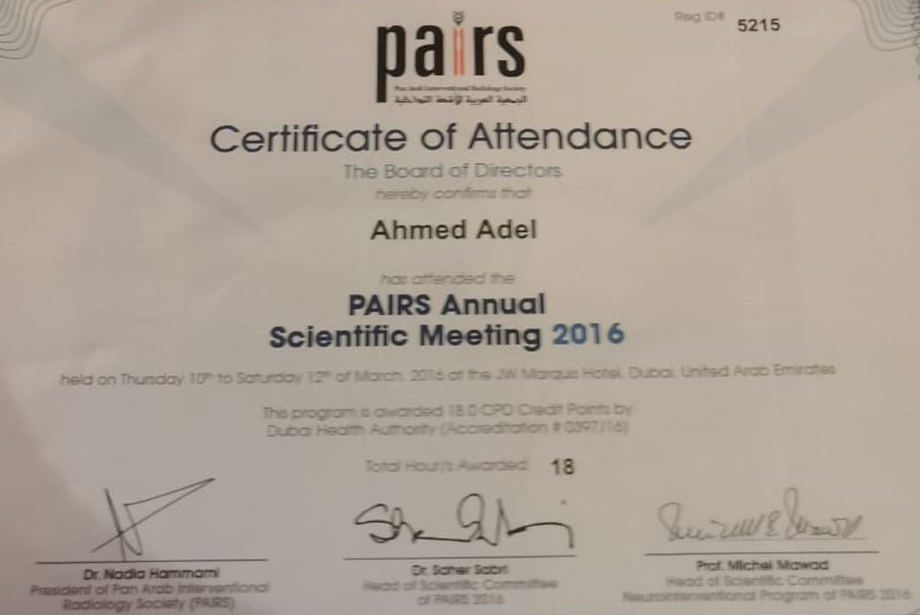 Reg ID# 5215
pairs
Pan Arab Interventional Radiology Society
الجمعية العربية للأشعة التداخلية
Certificate of Attendance
The Board of Directors
hereby confirms that
Ahmed Adel
has attended the
PAIRS Annual
Scientific Meeting 2016
held on Thursday 10th to Saturday 12th of March, 2016 at the JW Marquis Hotel, Dubai, United Arab Emirates
This program is awarded 18.0 CPD Credit Points by
Dubai Health Authority (Accreditation # 0397/16)
Total Hour/s Awarded: 18
Dr. Nadia Hammami
President of Pan Arab Interventional
Radiology Society (PAIRS)
Dr. Saher Sabri
Head of Scientific Committee
of PAIRS 2016
Prof. Michel Mawad
Head of Scientific Committee
Neurointerventional Program of PAIRS 2016